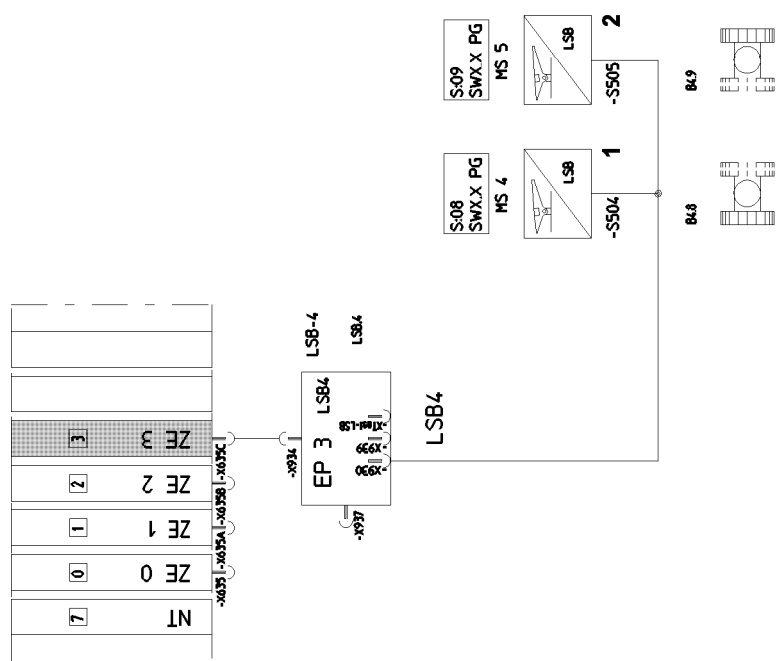 S:09
SWX.X PG
MS 5
LSB
2
-S505
B4.9
S:08
SWX.X PG
MS 4
LSB
1
-S504
B4.8
LSB-4
LSB.4
LSB4
EP 3
XTest-LSB
-X939
-X930
LSB4
-X934
-X937
3
ZE 3
-X635C
2
ZE 2
-X635B
1
ZE 1
-X635A
0
ZE 0
-X635
7
NT